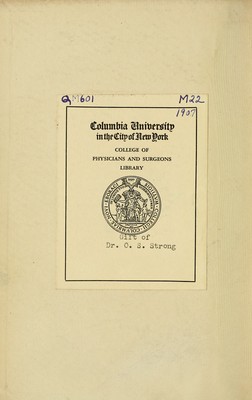 QM601 M22
1907
Columbia University
in the City of New York
COLLEGE OF
PHYSICIANS AND SURGEONS
LIBRARY
Gift of
Dr. C. S. Strong